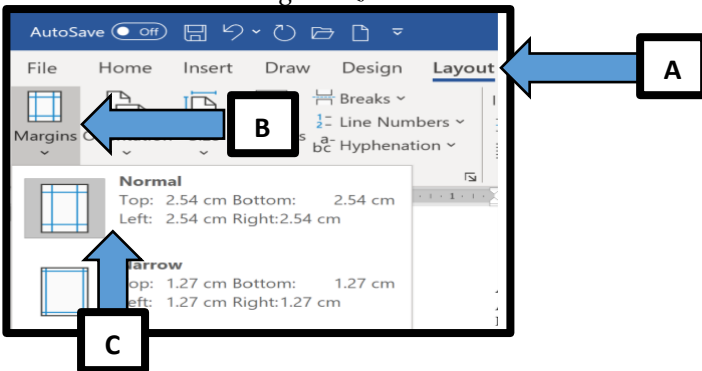 AutoSave Off
File Home Insert Draw Design Layout
A
Breaks
Margins
B
Line Numbers
Hyphenation
Normal
Top: 2.54 cm Bottom: 2.54 cm
Left: 2.54 cm Right:2.54 cm
1
Narrow
Top: 1.27 cm Bottom: 1.27 cm
Left: 1.27 cm Right:1.27 cm
C